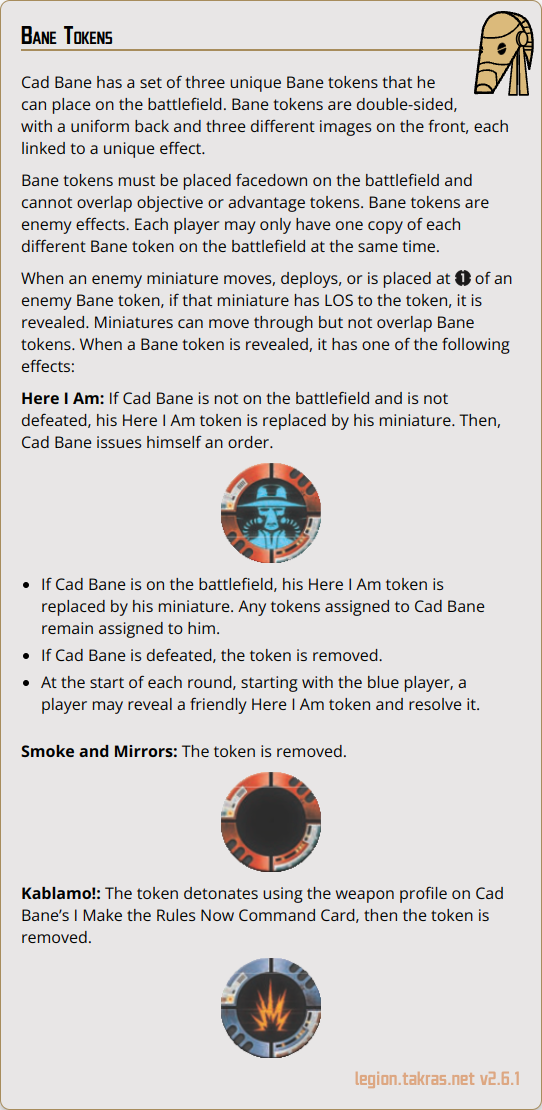 Bane Tokens
Cad Bane has a set of three unique Bane tokens that he
can place on the battlefield. Bane tokens are double-sided,
with a uniform back and three different images on the front, each
linked to a unique effect.
Bane tokens must be placed facedown on the battlefield and
cannot overlap objective or advantage tokens. Bane tokens are
enemy effects. Each player may only have one copy of each
different Bane token on the battlefield at the same time.
When an enemy miniature moves, deploys, or is placed at 1 of an
enemy Bane token, if that miniature has LOS to the token, it is
revealed. Miniatures can move through but not overlap Bane
tokens. When a Bane token is revealed, it has one of the following
effects:
Here I Am: If Cad Bane is not on the battlefield and is not
defeated, his Here I Am token is replaced by his miniature. Then,
Cad Bane issues himself an order.
• If Cad Bane is on the battlefield, his Here I Am token is
replaced by his miniature. Any tokens assigned to Cad Bane
remain assigned to him.
• If Cad Bane is defeated, the token is removed.
• At the start of each round, starting with the blue player, a
player may reveal a friendly Here I Am token and resolve it.
Smoke and Mirrors: The token is removed.
Kablamo!: The token detonates using the weapon profile on Cad
Bane’s I Make the Rules Now Command Card, then the token is
removed.
legion.takras.net v2.6.1